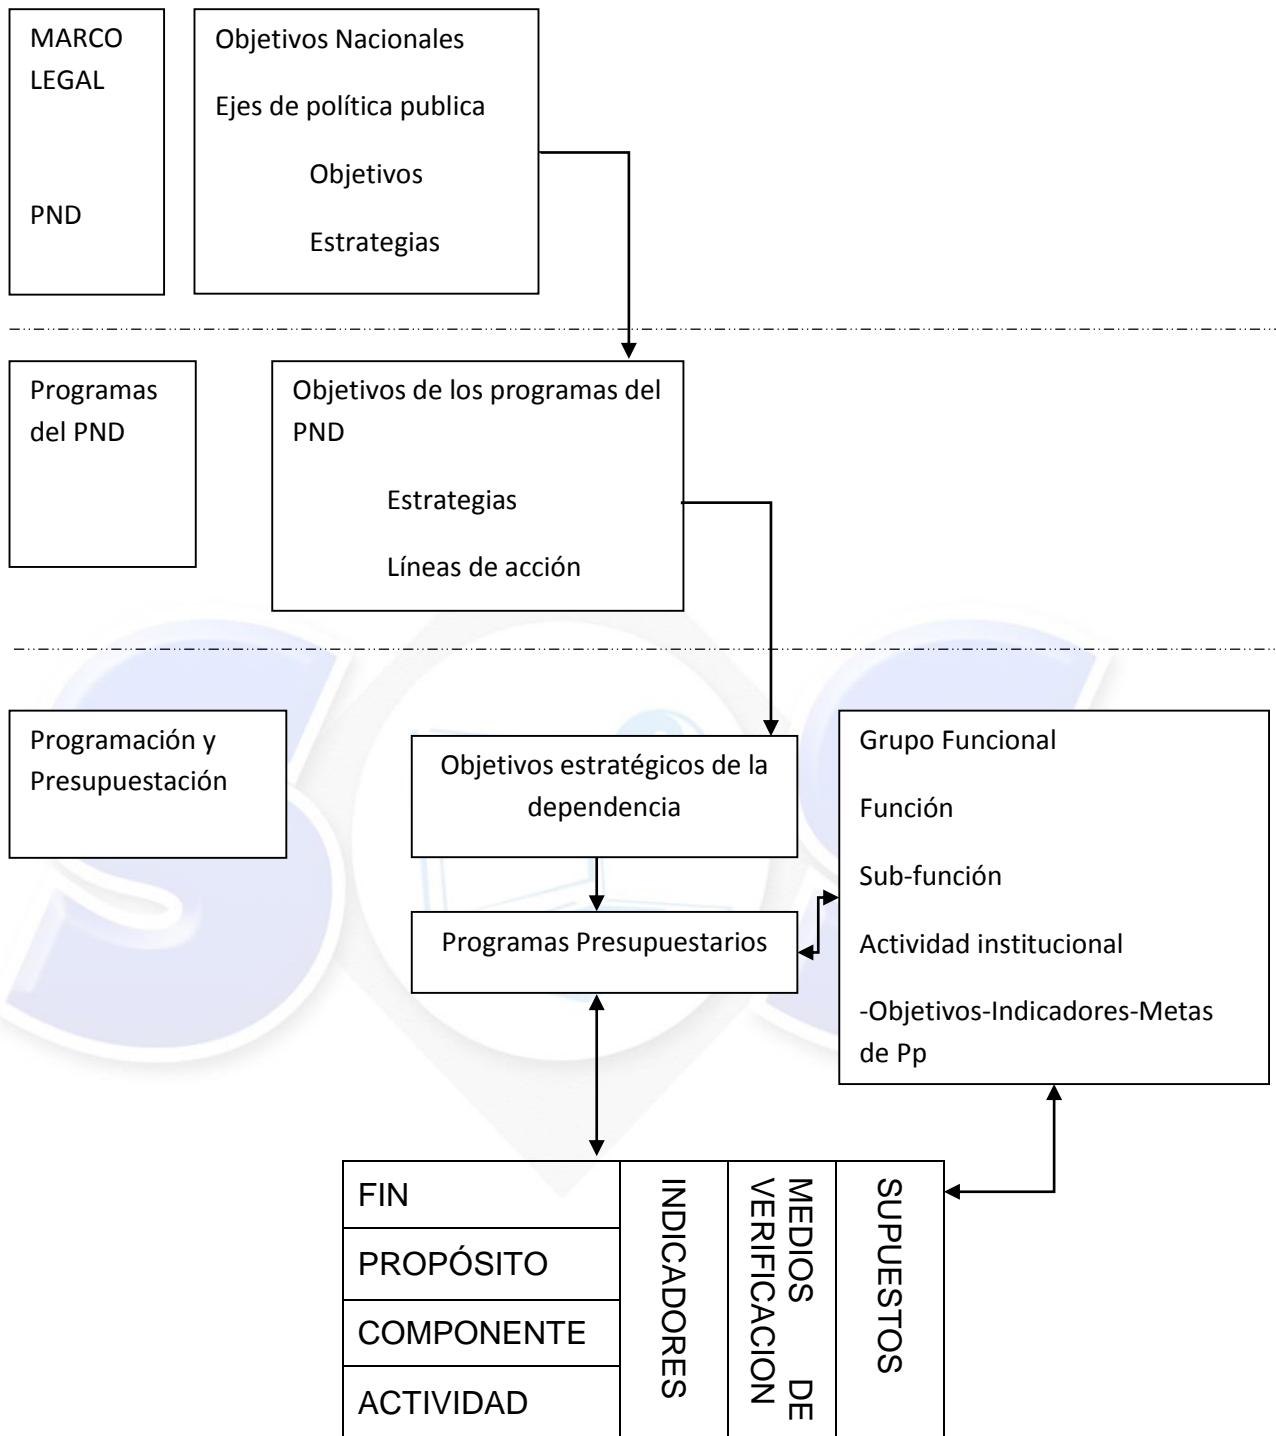 MARCO
LEGAL
PND
Objetivos Nacionales
Ejes de política publica
Objetivos
Estrategias
Programas
del PND
Objetivos de los programas del
PND
Estrategias
Líneas de acción
Programación y
Presupuestación
Objetivos estratégicos de la
dependencia
Programas Presupuestarios
Grupo Funcional
Función
Sub-función
Actividad institucional
-Objetivos-Indicadores-Metas
de Pp
FIN
PROPÓSITO
COMPONENTE
ACTIVIDAD
INDICADORES
MEDIOS DE
VERIFICACION
SUPUESTOS